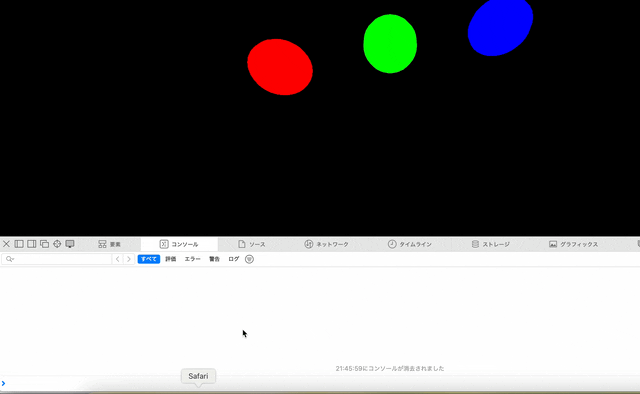 要素
コンソール
ソース
ネットワーク
タイムライン
ストレージ
グラフィックス
すべて
評価
エラー
警告
ログ
21:45:59にコンソールが消去されました
Safari